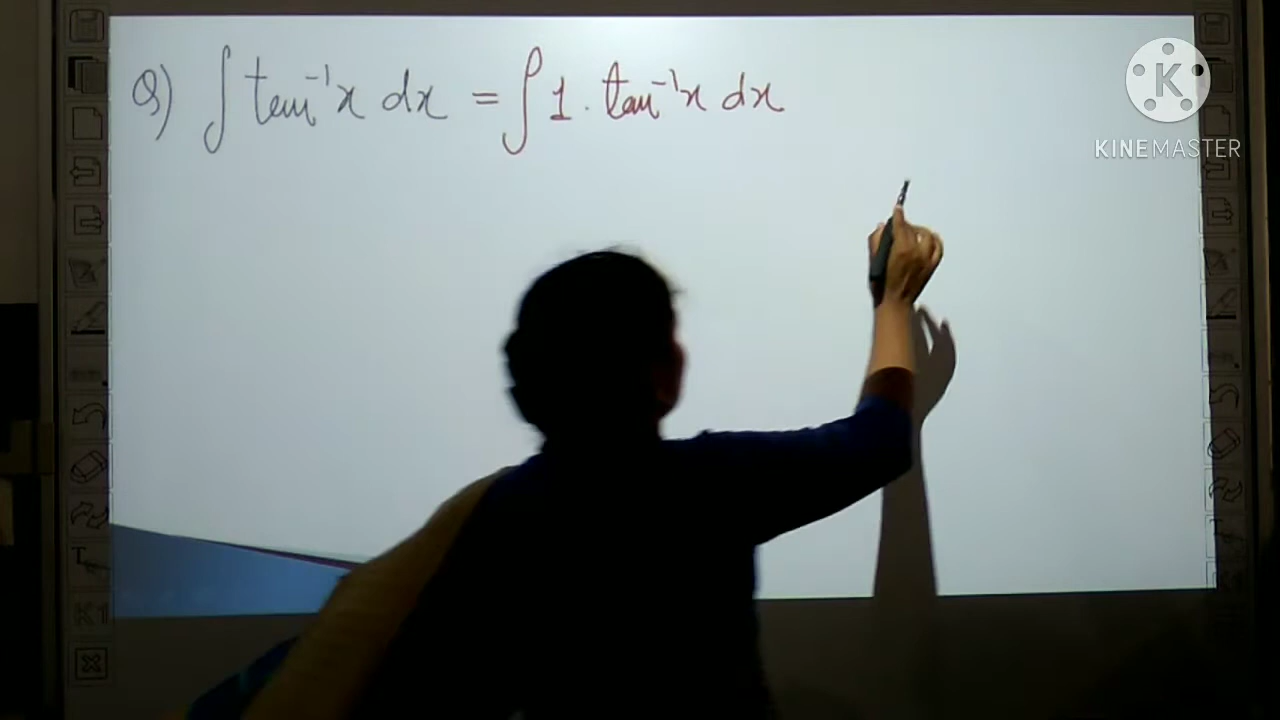 Q) ∫ tan⁻¹x dx = ∫ 1 . tan⁻¹x dx
K
KINEMASTER